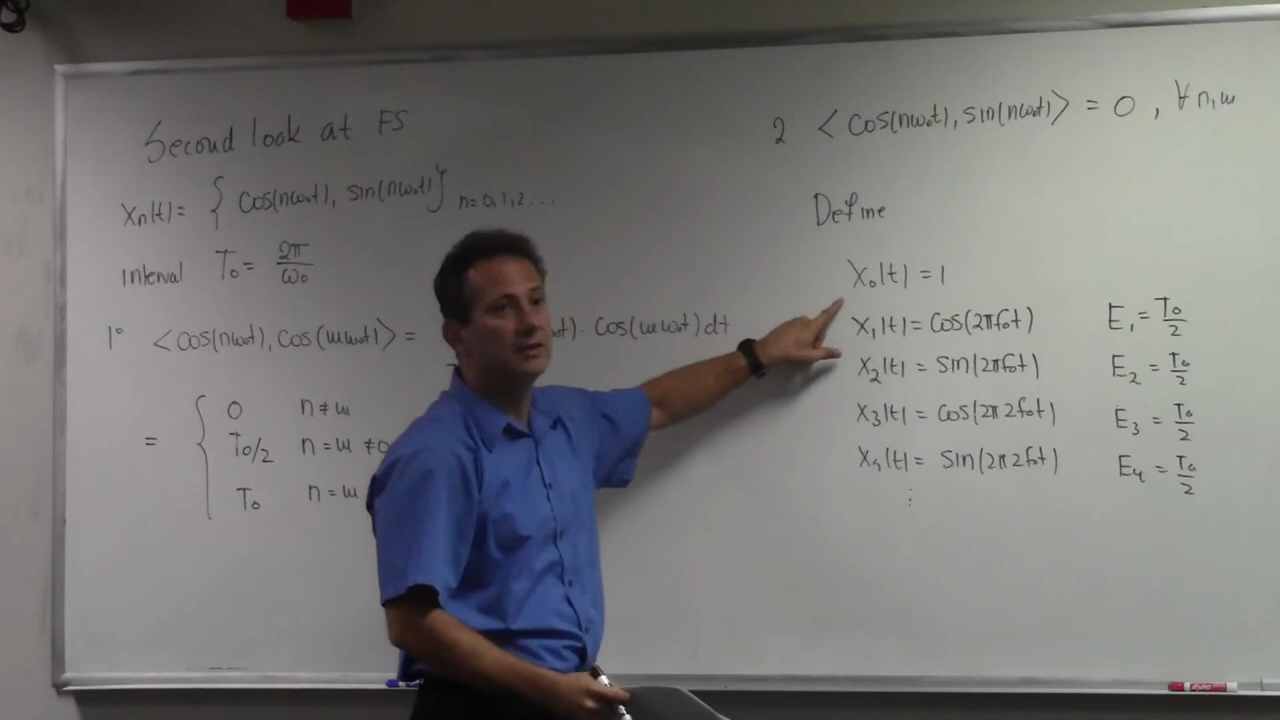 Second look at FS
Xn(t) = { cos(nω₀t), sin(nω₀t) } n=0,1,2...
Interval T₀ = 2π/ω₀
1° <cos(nω₀t), cos(mω₀t)> = ω₀t) · cos(mω₀t)dt
= { 0 n≠m
T₀/2 n=m ≠0
T₀ n=m
2 <cos(nω₀t), sin(nω₀t)> = 0, ∀n,m
Define
X₀(t) = 1
X₁(t) = cos(2πf₀t) E₁ = T₀/2
X₂(t) = sin(2πf₀t) E₂ = T₀/2
X₃(t) = cos(2π2f₀t) E₃ = T₀/2
X₄(t) = sin(2π2f₀t) E₄ = T₀/2
⋮